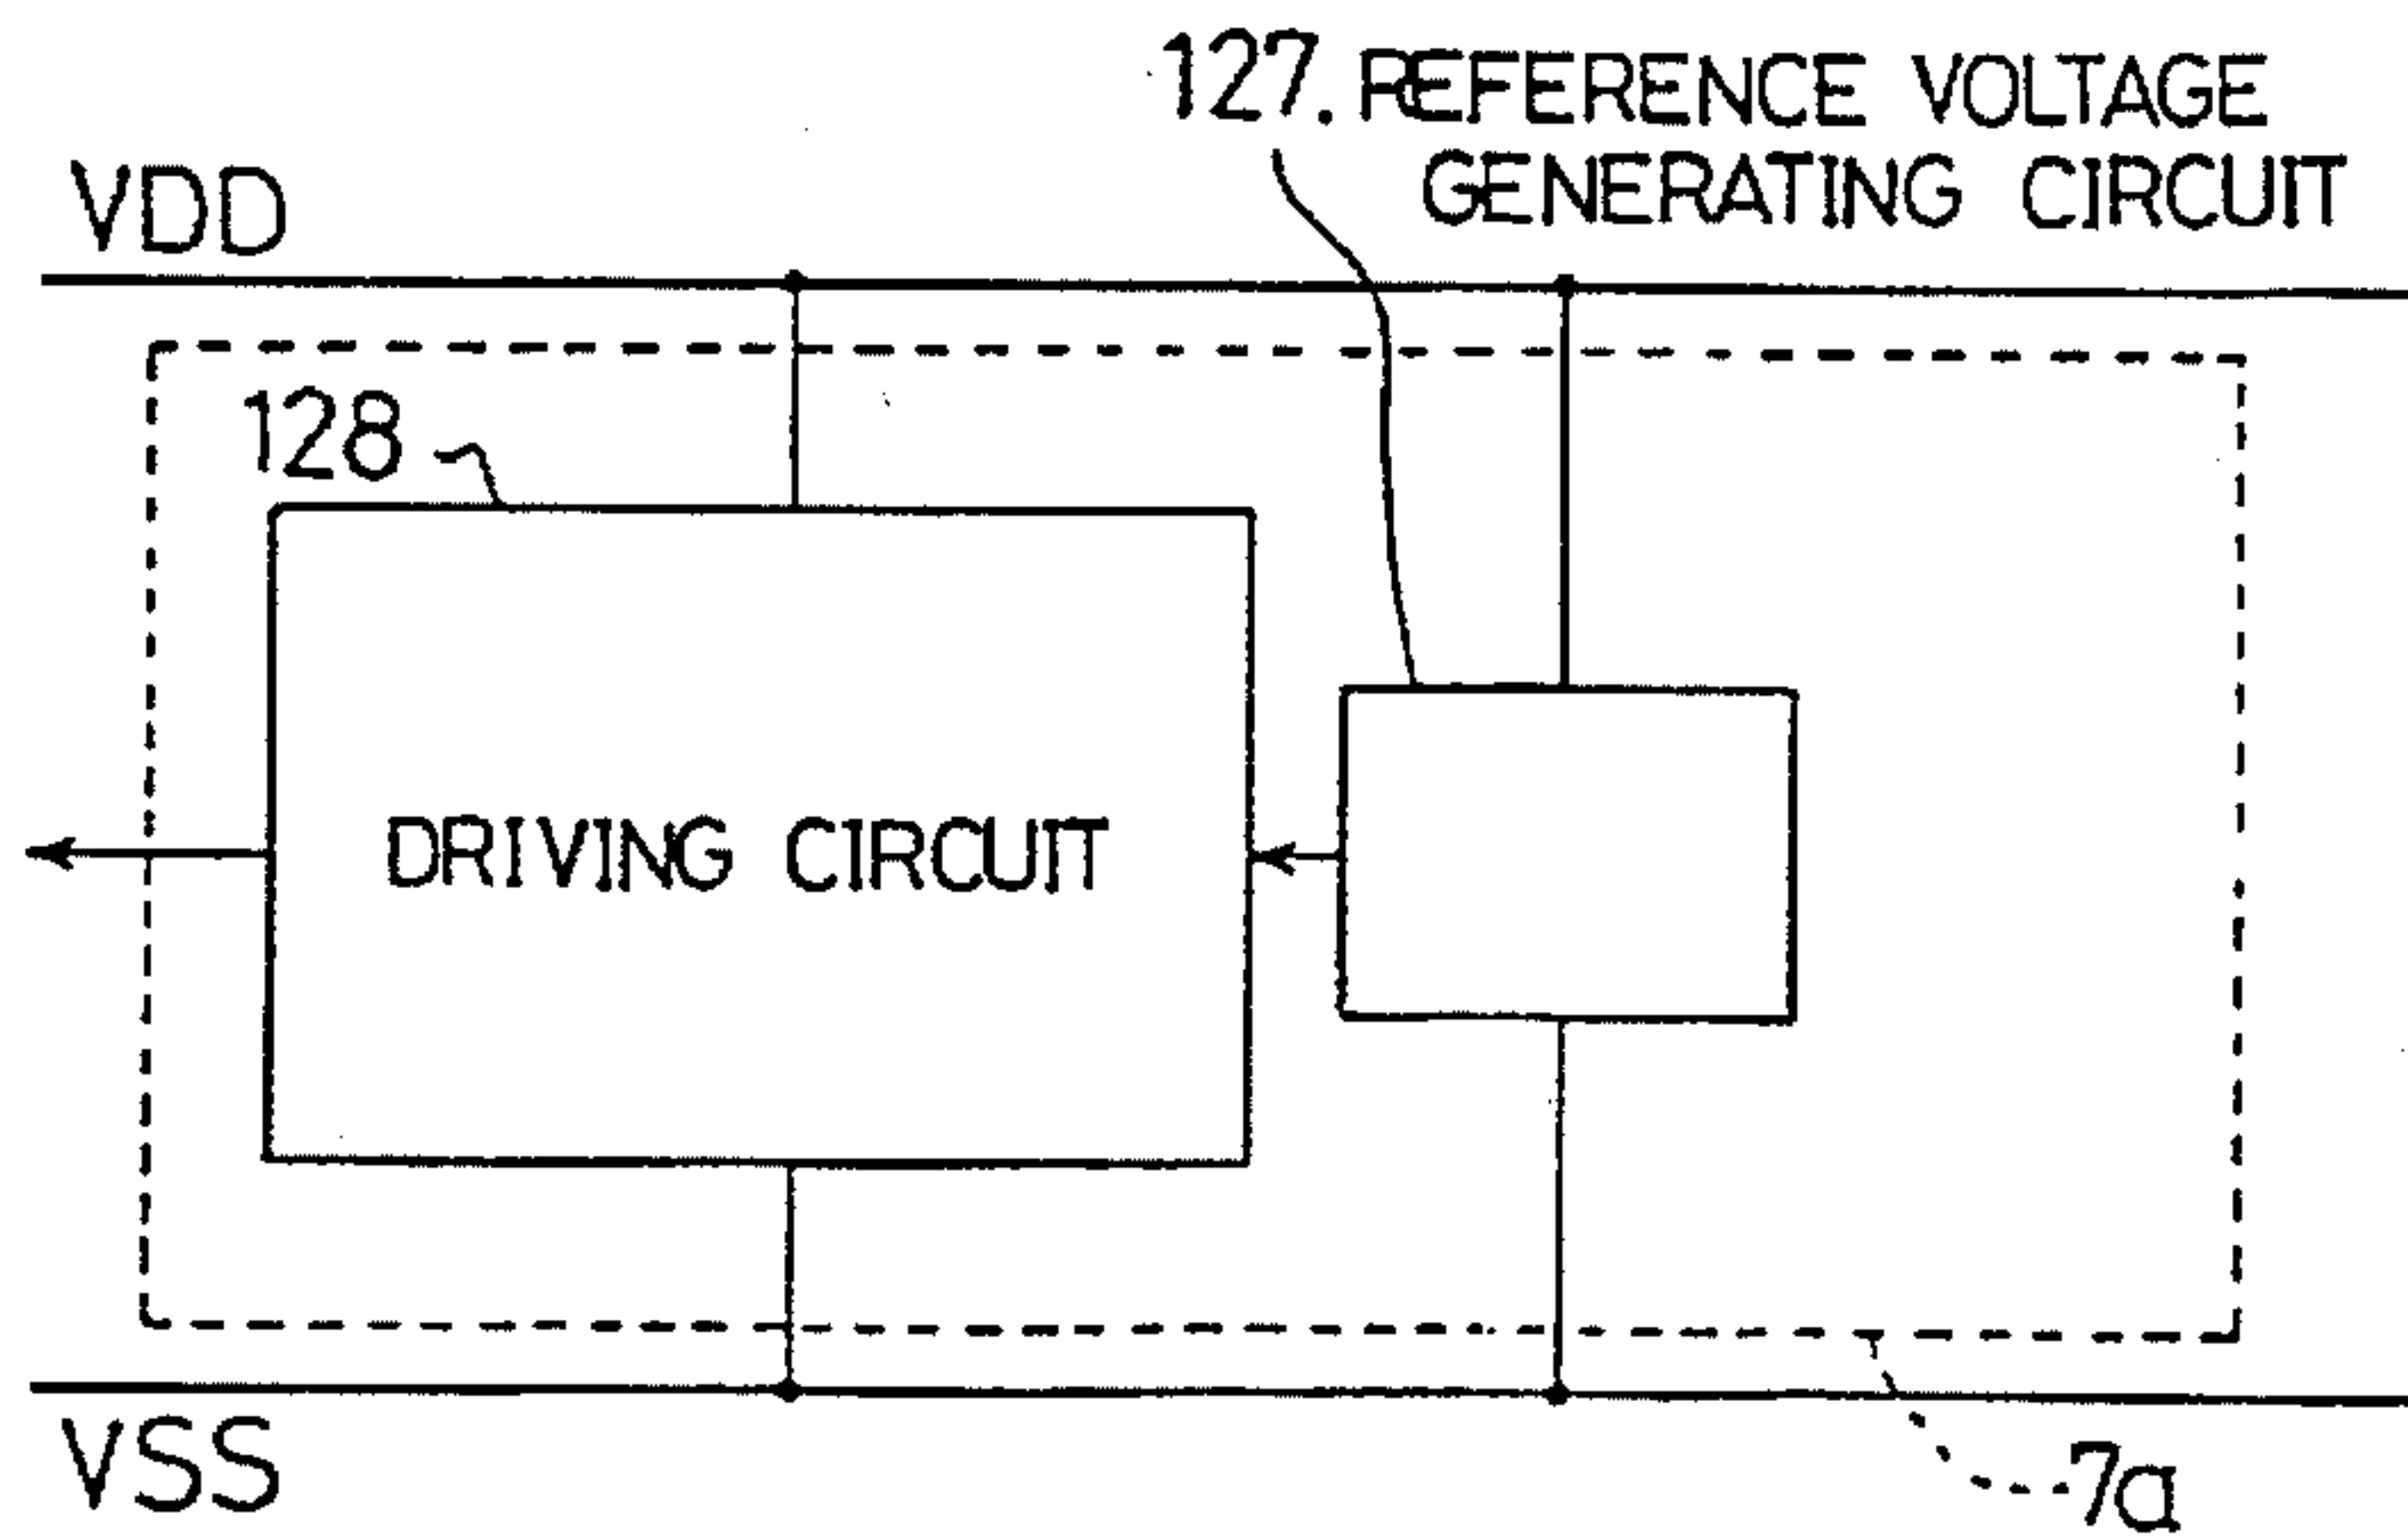 127. REFERENCE VOLTAGE
GENERATING CIRCUIT
VDD
128
DRIVING CIRCUIT
VSS
7a